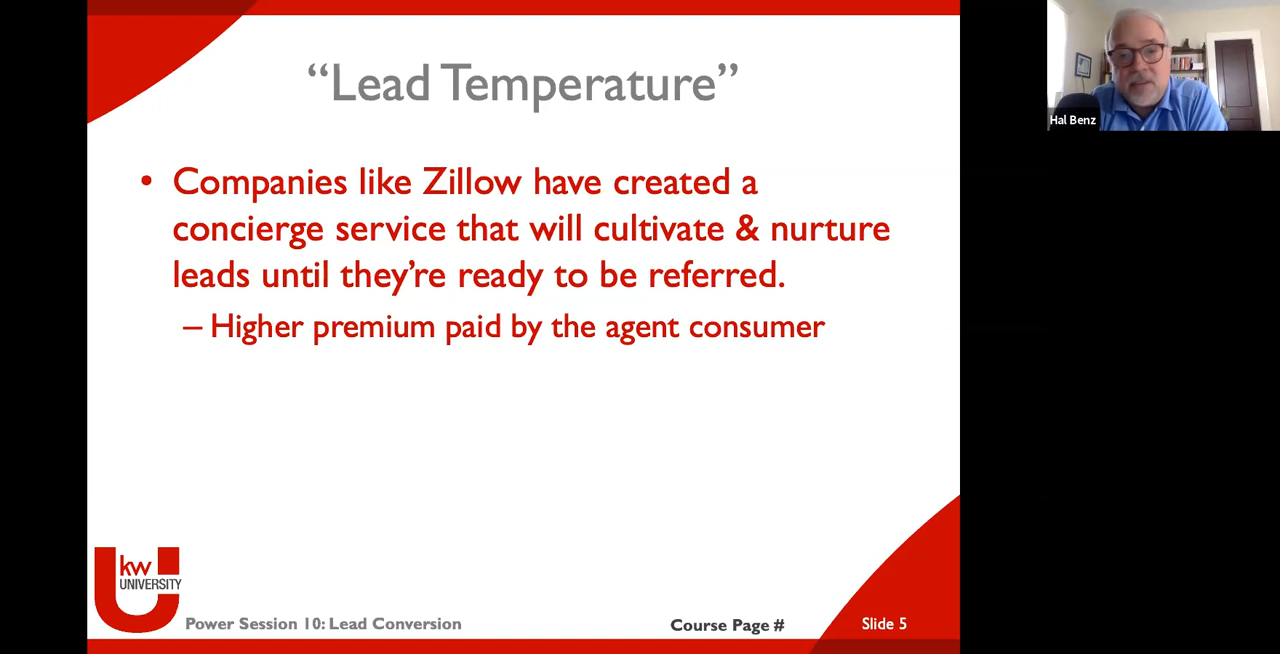 “Lead Temperature”
• Companies like Zillow have created a
concierge service that will cultivate & nurture
leads until they’re ready to be referred.
– Higher premium paid by the agent consumer
kw
UNIVERSITY
Power Session 10: Lead Conversion
Course Page #
Slide 5
Hal Benz